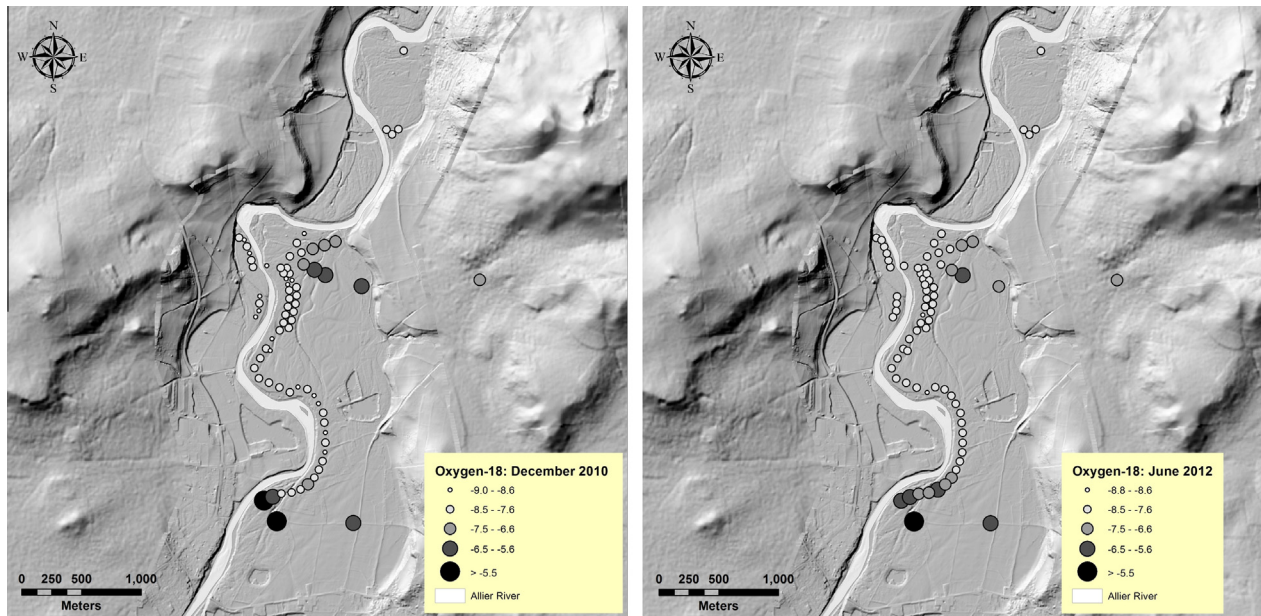 N
W E
S
Oxygen-18: December 2010
-9.0 - -8.6
-8.5 - -7.6
-7.5 - -6.6
-6.5 - -5.6
> -5.5
Allier River
0 250 500 1,000
Meters
N
W E
S
Oxygen-18: June 2012
-8.8 - -8.6
-8.5 - -7.6
-7.5 - -6.6
-6.5 - -5.6
> -5.5
Allier River
0 250 500 1,000
Meters